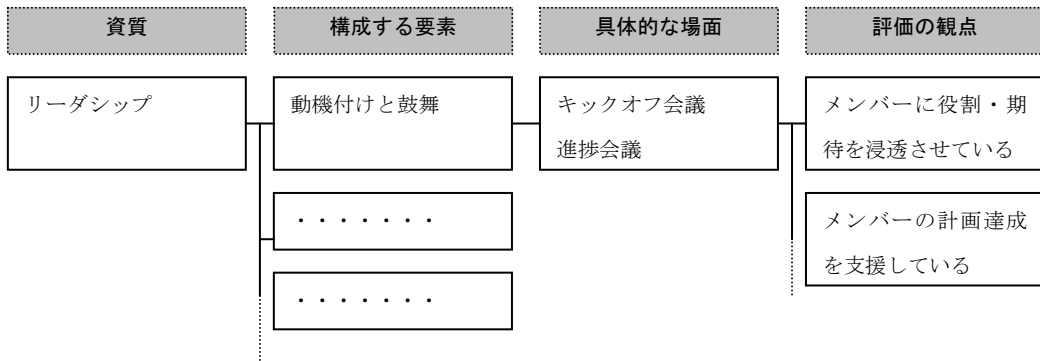 資質
構成する要素
具体的な場面
評価の観点
リーダシップ
動機付けと鼓舞
キックオフ会議
進捗会議
メンバーに役割・期
待を浸透させている
・・・・・・・
メンバーの計画達成
を支援している
・・・・・・・